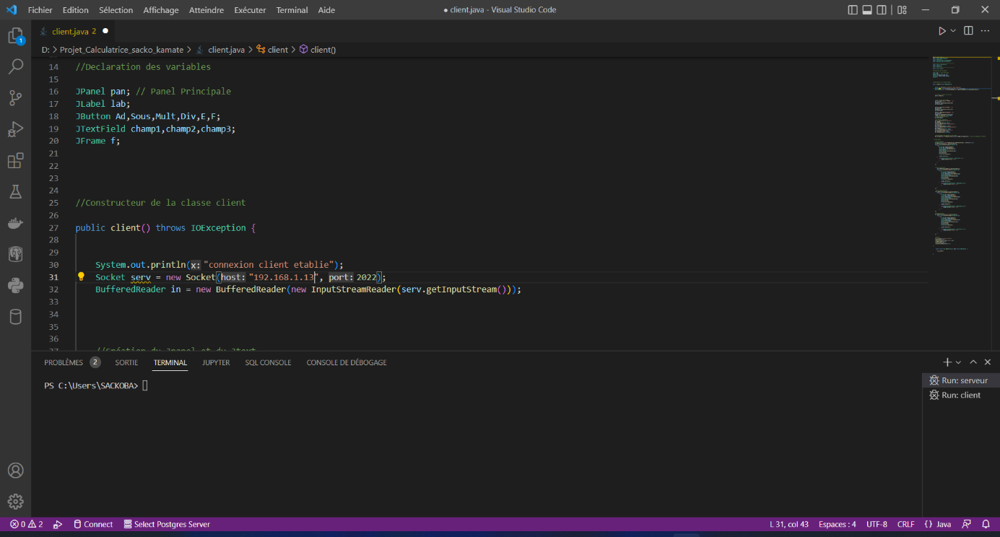 Fichier Edition Sélection Affichage Atteindre Exécuter Terminal Aide ● client.java - Visual Studio Code
client.java 2 ●
D: > Projet_Calculatrice_sacko_kamate > client.java > client > client()
1
14 //Declaration des variables
15
16 JPanel pan; // Panel Principale
17 JLabel lab;
18 JButton Ad,Sous,Mult,Div,E,F;
19 JTextField champ1,champ2,champ3;
20 JFrame f;
21
22
23
24
25 //Constructeur de la classe client
26
27 public client() throws IOException {
28
29
30 System.out.println(x: "connexion client etablie");
31 Socket serv = new Socket(host: "192.168.1.13", port: 2022);
32 BufferedReader in = new BufferedReader(new InputStreamReader(serv.getInputStream()));
33
34
35
36
37 //Création du Jpanel et du Jtext
PROBLÈMES 2 SORTIE TERMINAL JUPYTER SQL CONSOLE CONSOLE DE DÉBOGAGE
PS C:\Users\SACKOBA>
Run: serveur
Run: client
0 2 Connect Select Postgres Server L 31, col 43 Espaces : 4 UTF-8 CRLF {} Java